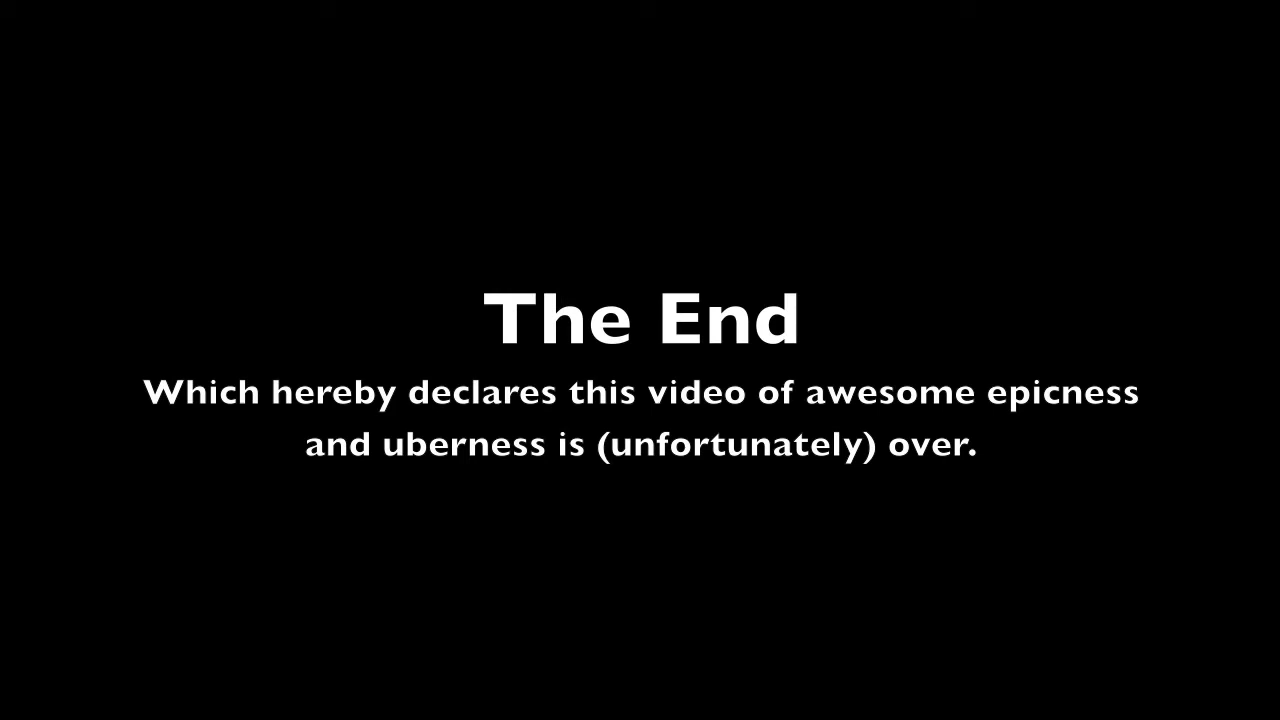 The End
Which hereby declares this video of awesome epicness
and uberness is (unfortunately) over.